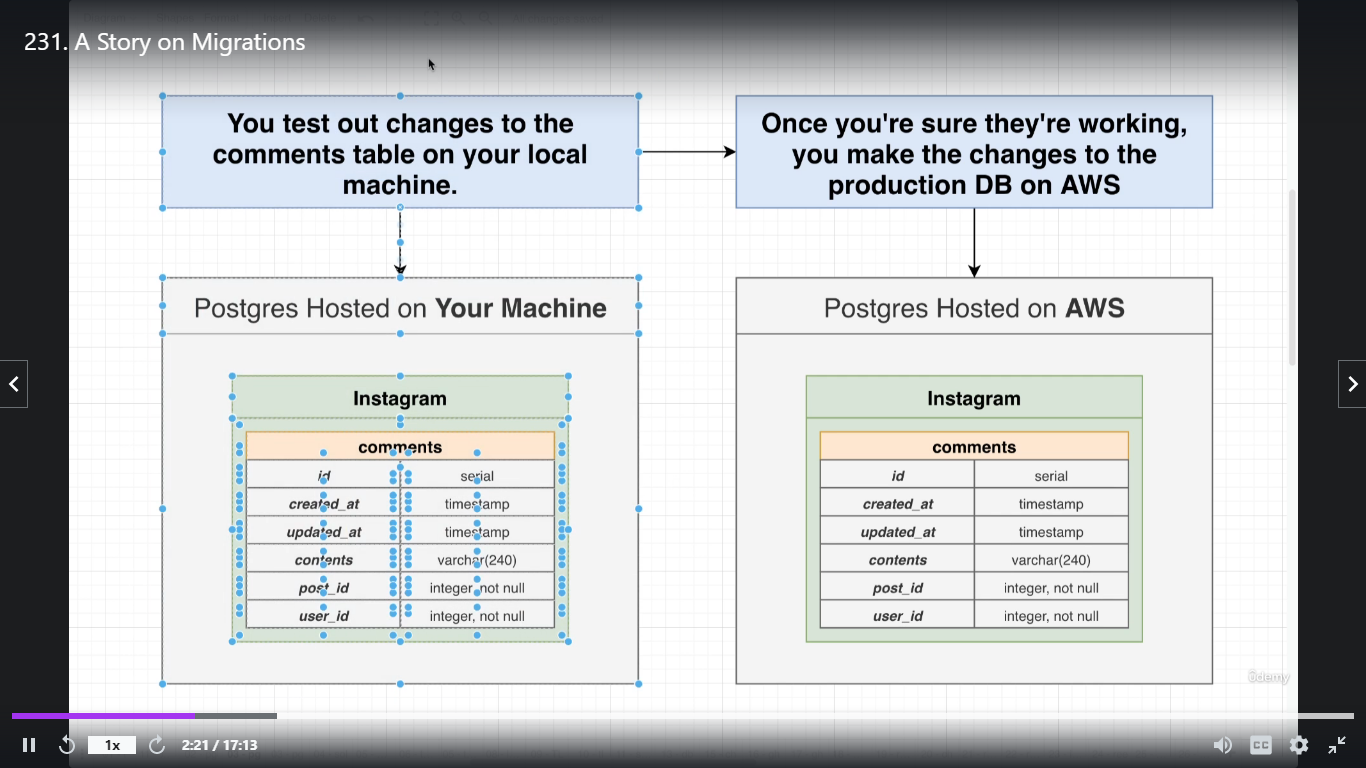 231. A Story on Migrations
You test out changes to the
comments table on your local
machine.
Once you're sure they're working,
you make the changes to the
production DB on AWS
Postgres Hosted on Your Machine
Instagram
comments
id serial
created_at timestamp
updated_at timestamp
contents varchar(240)
post_id integer, not null
user_id integer, not null
Postgres Hosted on AWS
Instagram
comments
id serial
created_at timestamp
updated_at timestamp
contents varchar(240)
post_id integer, not null
user_id integer, not null
ûdemy
1x
2:21 / 17:13
CC